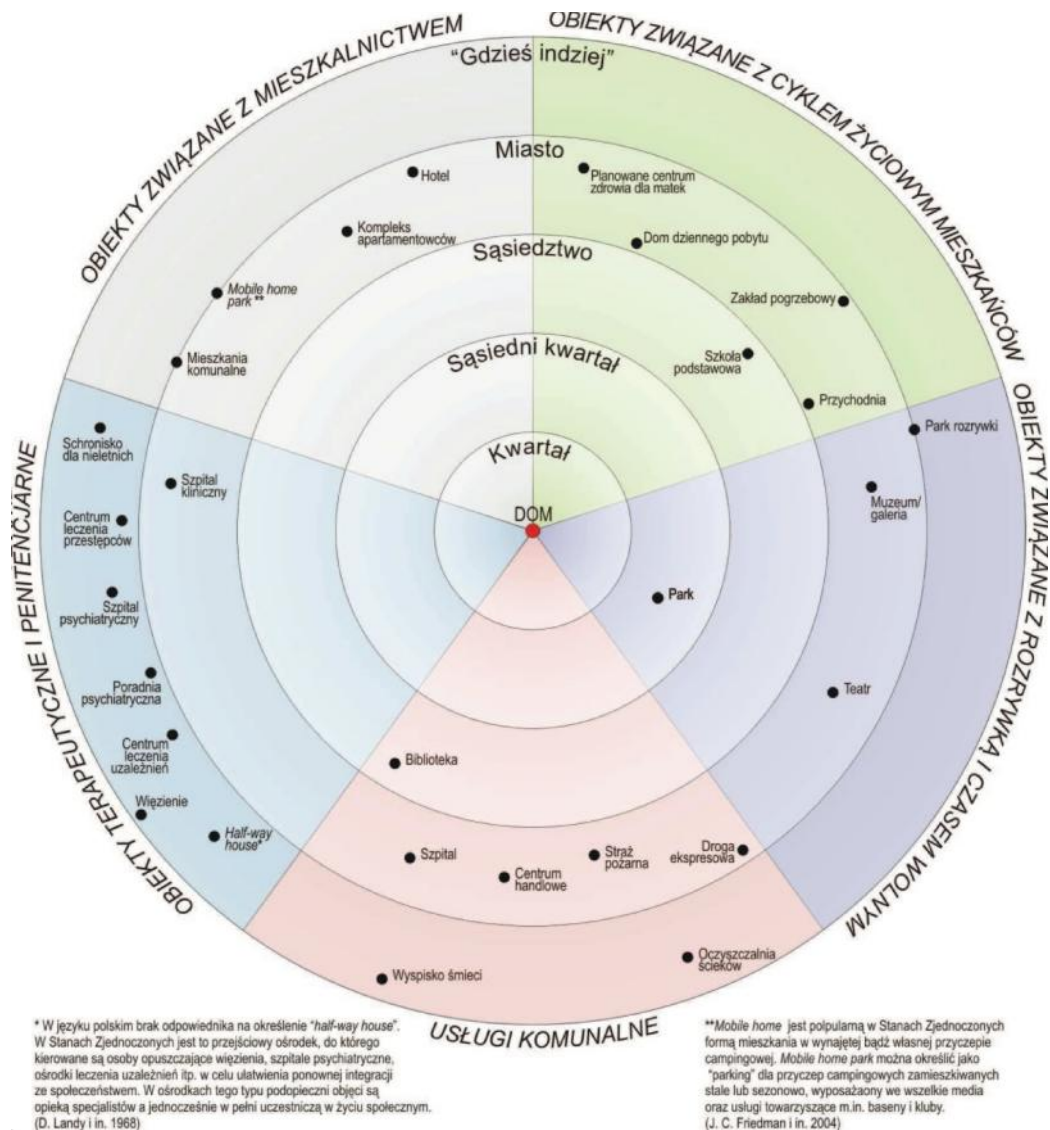 OBIEKTY ZWIĄZANE Z MIESZKALNICTWEM
OBIEKTY ZWIĄZANE Z CYKLEM ŻYCIOWYM MIESZKAŃCÓW
"Gdzieś indziej"
Miasto
Hotel
Planowane centrum
zdrowia dla matek
Kompleks
apartamentowców
Dom dziennego pobytu
Sąsiedztwo
Mobile home
park **
Zakład pogrzebowy
Sąsiedni kwartał
Mieszkania
komunalne
Szkoła
podstawowa
Przychodnia
OBIEKTY TERAPEUTYCZNE I PENITENCJARNE
OBIEKTY ZWIĄZANE Z ROZRYWKĄ I CZASEM WOLNYM
Schronisko
dla nieletnich
Park rozrywki
Kwartał
Szpital
kliniczny
Muzeum/
galeria
Centrum
leczenia
przestępców
DOM
Szpital
psychiatryczny
Park
Poradnia
psychiatryczna
Teatr
Centrum
leczenia
uzależnień
Biblioteka
Więzienie
Half-way
house*
Szpital
Centrum
handlowe
Straż
pożarna
Droga
ekspresowa
Wyspisko śmieci
Oczyszczalnia
ścieków
USŁUGI KOMUNALNE
* W języku polskim brak odpowiednika na określenie "half-way house".
W Stanach Zjednoczonych jest to przejściowy ośrodek, do którego
kierowane są osoby opuszczające więzienia, szpitale psychiatryczne,
ośrodki leczenia uzależnień itp. w celu ułatwienia ponownej integracji
ze społeczeństwem. W ośrodkach tego typu podopieczni objęci są
opieką specjalistów a jednocześnie w pełni uczestniczą w życiu społecznym.
(D. Landy i in. 1968)
**Mobile home jest polpularną w Stanach Zjednoczonych
formą mieszkania w wynajętej bądź własnej przyczepie
campingowej. Mobile home park można określić jako
"parking" dla przyczep campingowych zamieszkiwanych
stale lub sezonowo, wyposażony we wszelkie media
oraz usługi towarzyszące m.in. baseny i kluby.
(J. C. Friedman i in. 2004)